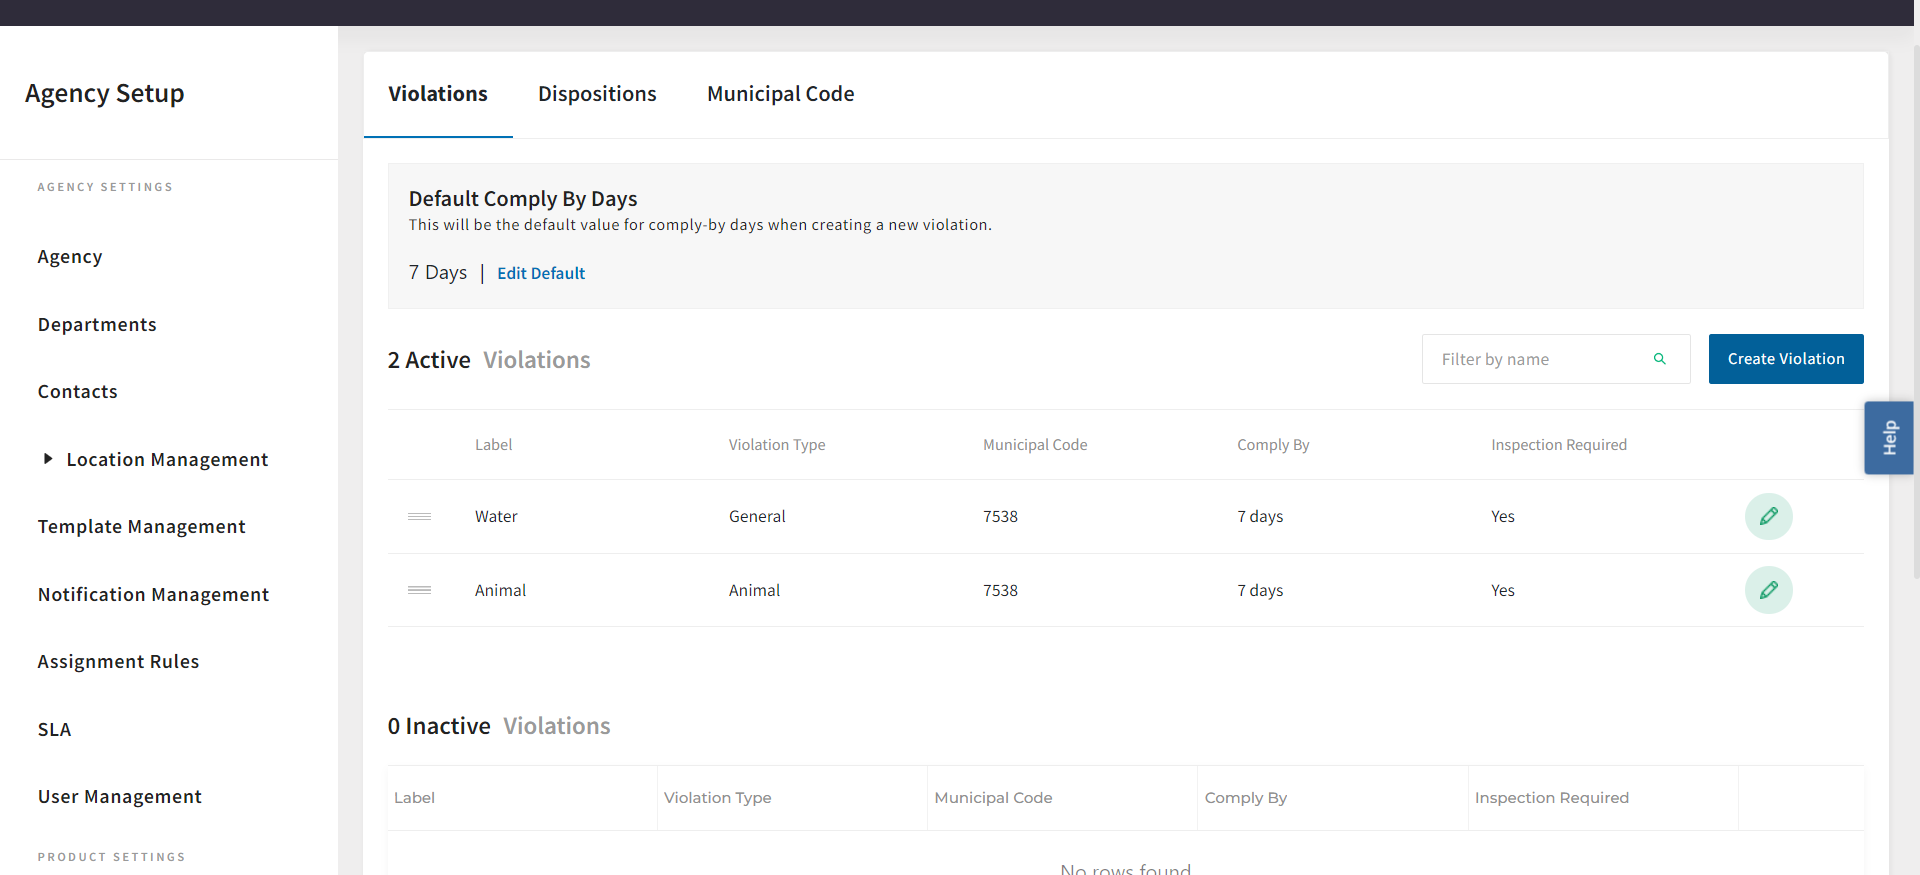 Agency Setup
AGENCY SETTINGS
Agency
Departments
Contacts
Location Management
Template Management
Notification Management
Assignment Rules
SLA
User Management
PRODUCT SETTINGS
Violations Dispositions Municipal Code
Default Comply By Days
This will be the default value for comply-by days when creating a new violation.
7 Days | Edit Default
2 Active Violations
Filter by name
Create Violation
Label Violation Type Municipal Code Comply By Inspection Required
Water General 7538 7 days Yes
Animal Animal 7538 7 days Yes
0 Inactive Violations
Label Violation Type Municipal Code Comply By Inspection Required
No rows found
Help